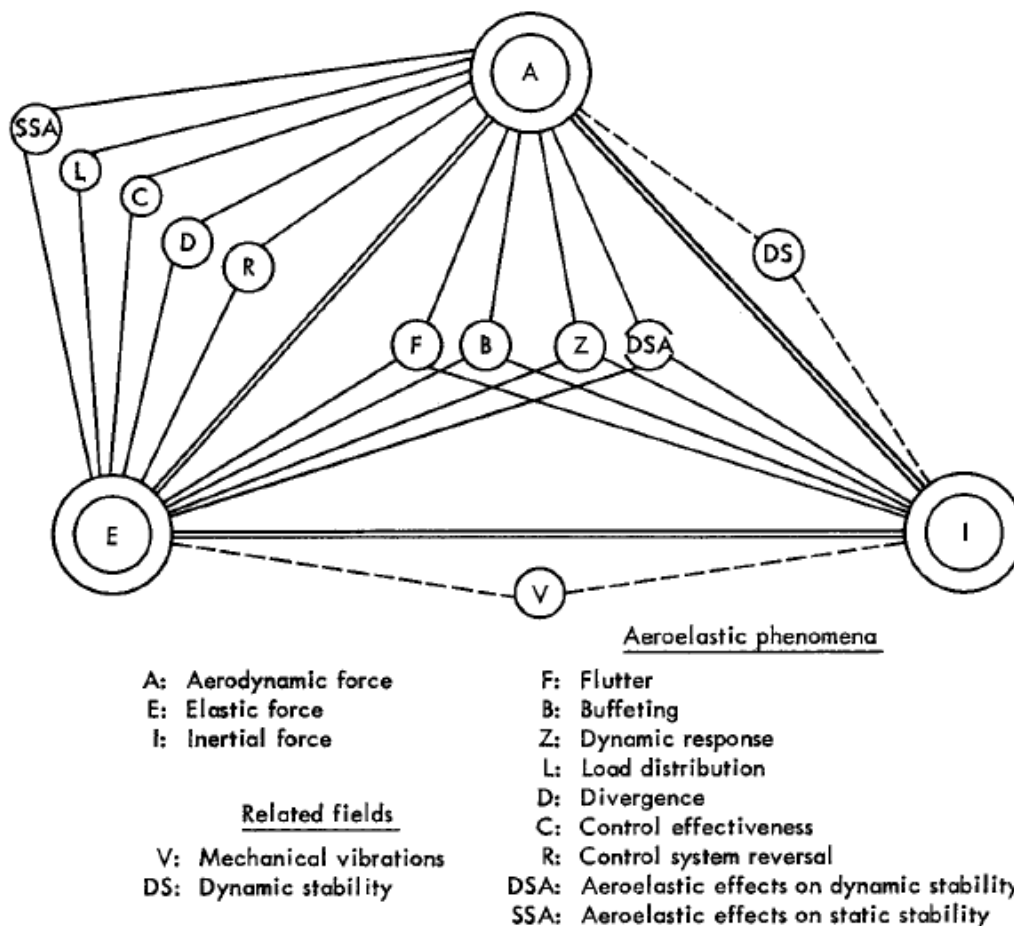 A
SSA
L
C
D
R
DS
F
B
Z
DSA
E
I
V
Aeroelastic phenomena
A: Aerodynamic force
E: Elastic force
I: Inertial force
F: Flutter
B: Buffeting
Z: Dynamic response
L: Load distribution
D: Divergence
C: Control effectiveness
R: Control system reversal
DSA: Aeroelastic effects on dynamic stability
SSA: Aeroelastic effects on static stability
Related fields
V: Mechanical vibrations
DS: Dynamic stability